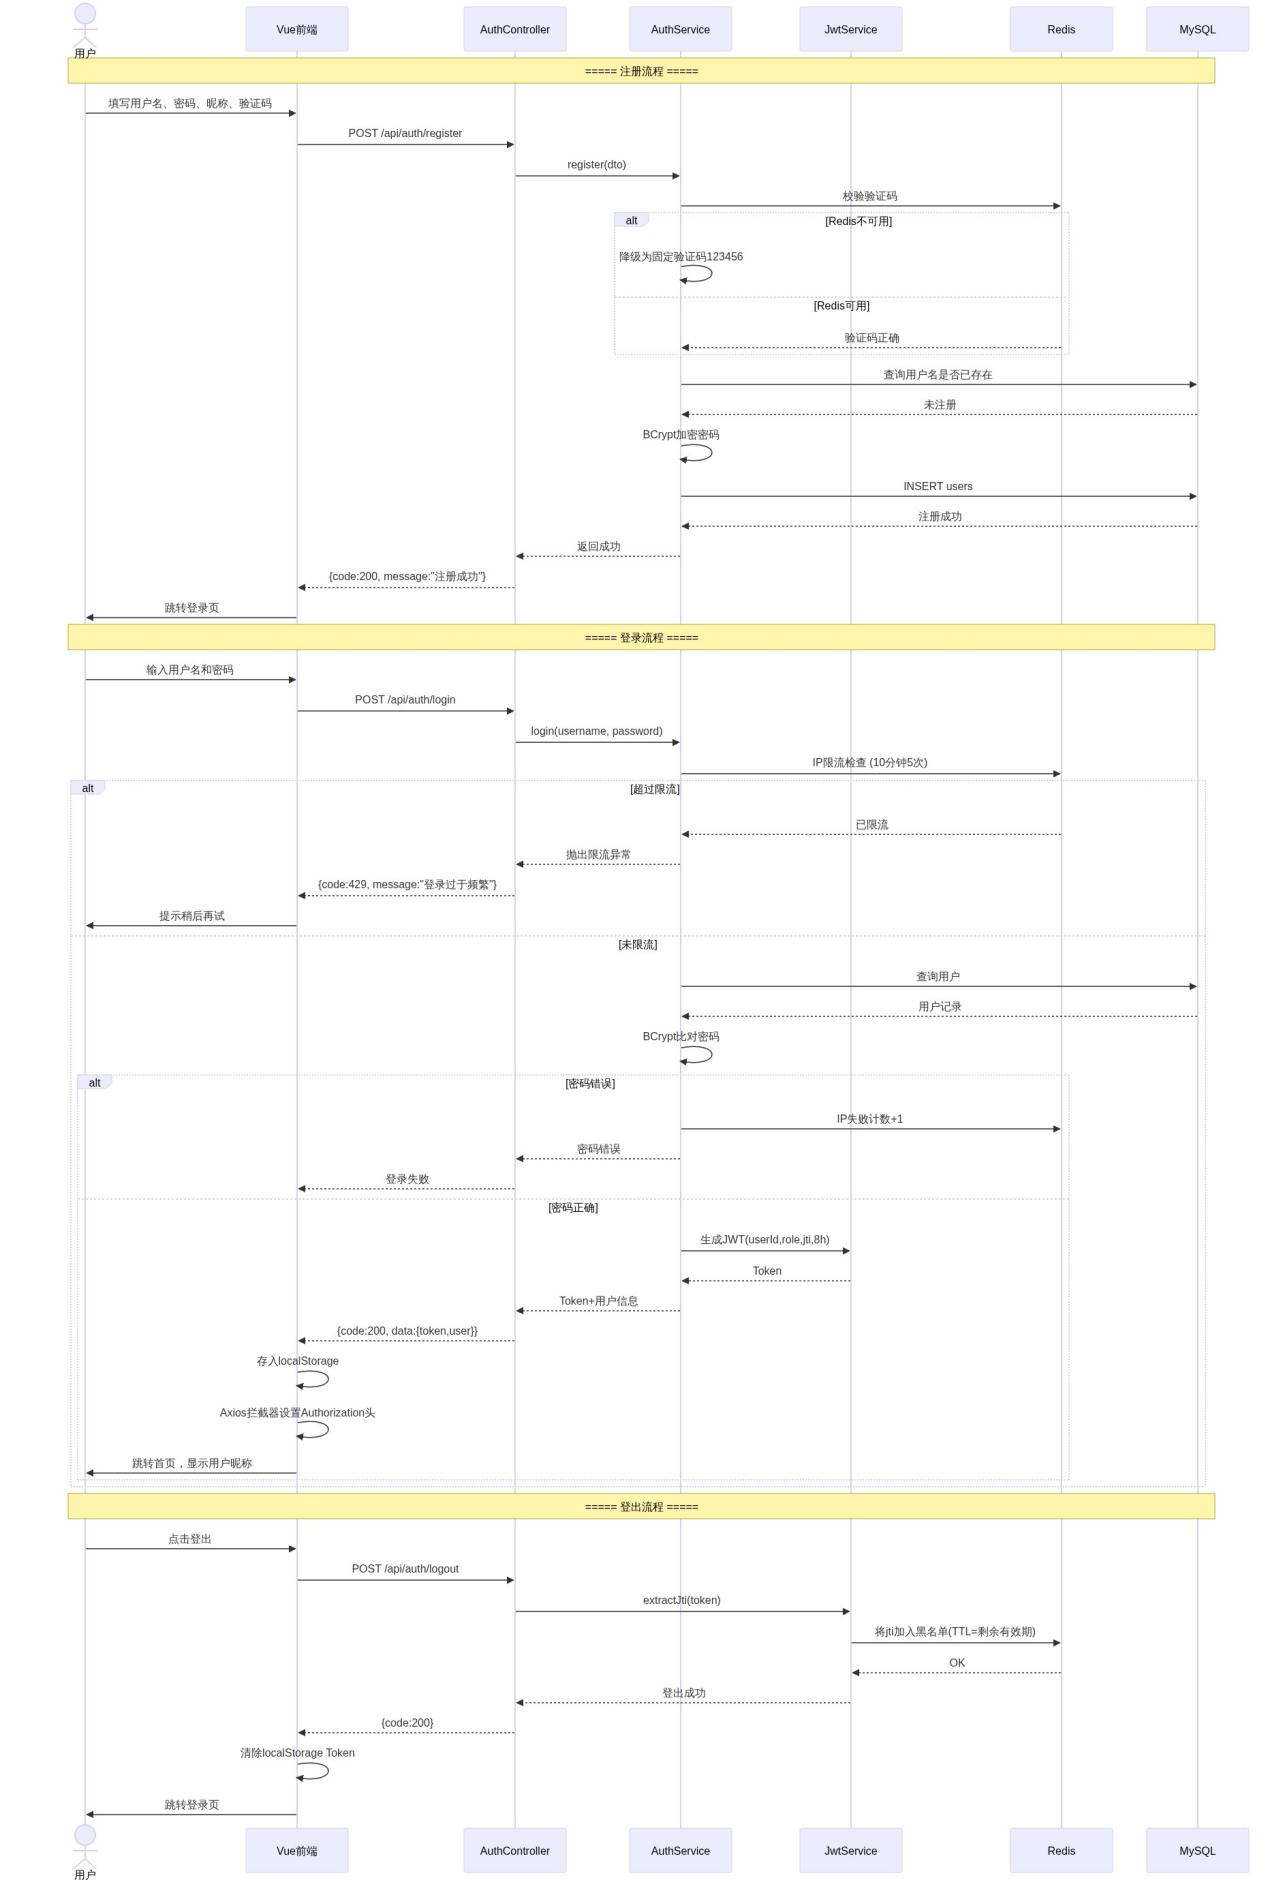 用户
Vue前端
AuthController
AuthService
JwtService
Redis
MySQL
===== 注册流程 =====
填写用户名、密码、昵称、验证码
POST /api/auth/register
register(dto)
校验验证码
alt
[Redis不可用]
降级为固定验证码123456
[Redis可用]
验证码正确
查询用户名是否已存在
未注册
BCrypt加密密码
INSERT users
注册成功
返回成功
{code:200, message:"注册成功"}
跳转登录页
===== 登录流程 =====
输入用户名和密码
POST /api/auth/login
login(username, password)
IP限流检查 (10分钟5次)
alt
[超过限流]
已限流
抛出限流异常
{code:429, message:"登录过于频繁"}
提示稍后再试
[未限流]
查询用户
用户记录
BCrypt比对密码
alt
[密码错误]
IP失败计数+1
密码错误
登录失败
[密码正确]
生成JWT(userId,role,jti,8h)
Token
Token+用户信息
{code:200, data:{token,user}}
存入localStorage
Axios拦截器设置Authorization头
跳转首页，显示用户昵称
===== 登出流程 =====
点击登出
POST /api/auth/logout
extractJti(token)
将jti加入黑名单(TTL=剩余有效期)
OK
登出成功
{code:200}
清除localStorage Token
跳转登录页
用户
Vue前端
AuthController
AuthService
JwtService
Redis
MySQL